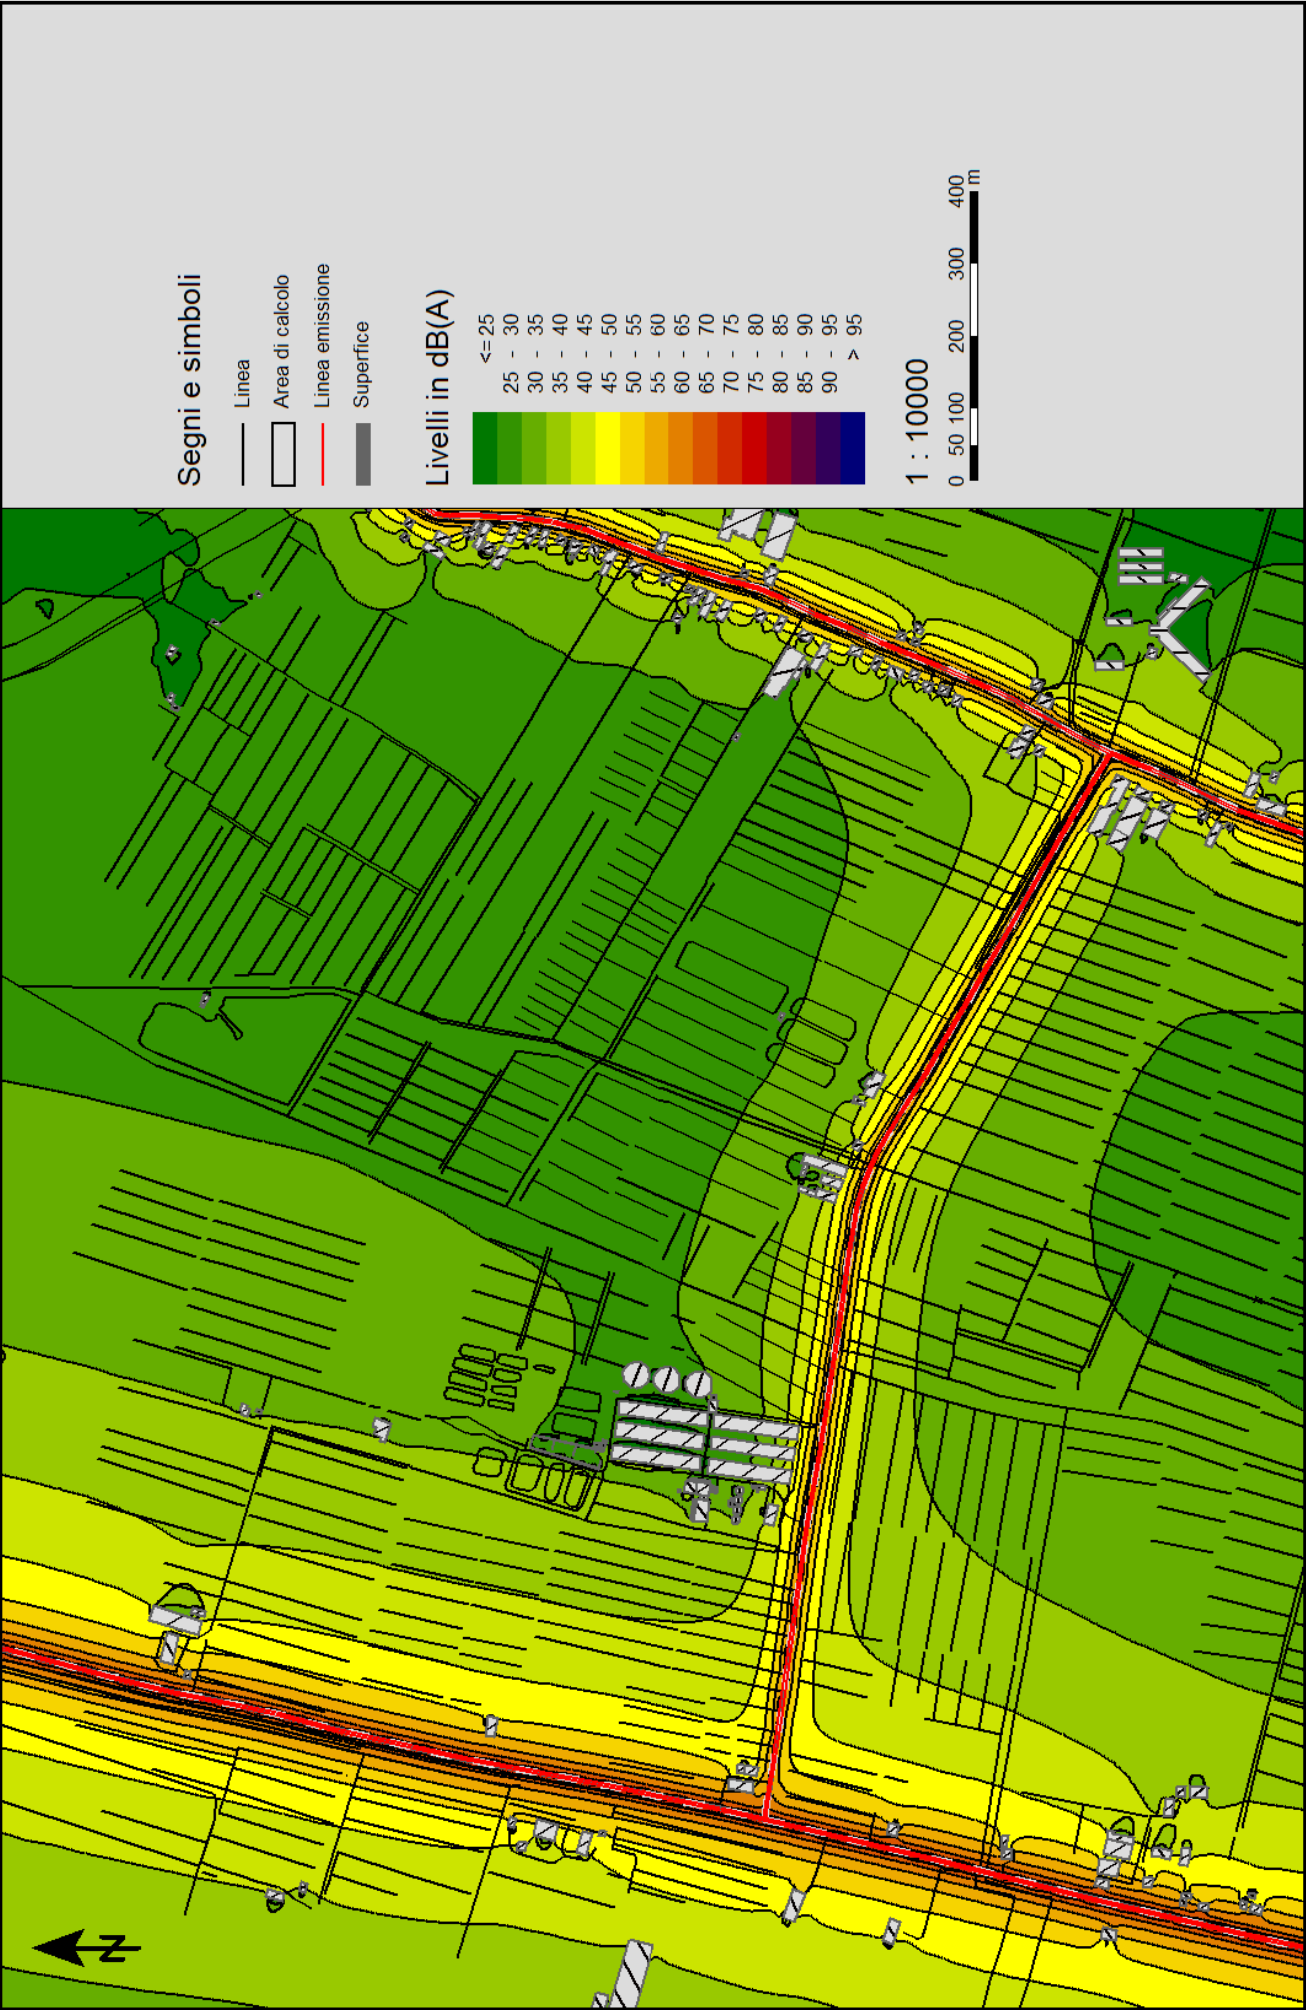 Segni e simboli
Linea
Area di calcolo
Linea emissione
Superfice
Livelli in dB(A)
<= 25
25 - 30
30 - 35
35 - 40
40 - 45
45 - 50
50 - 55
55 - 60
60 - 65
65 - 70
70 - 75
75 - 80
80 - 85
85 - 90
90 - 95
> 95
1 : 10000
0 50 100 200 300 400
m
N